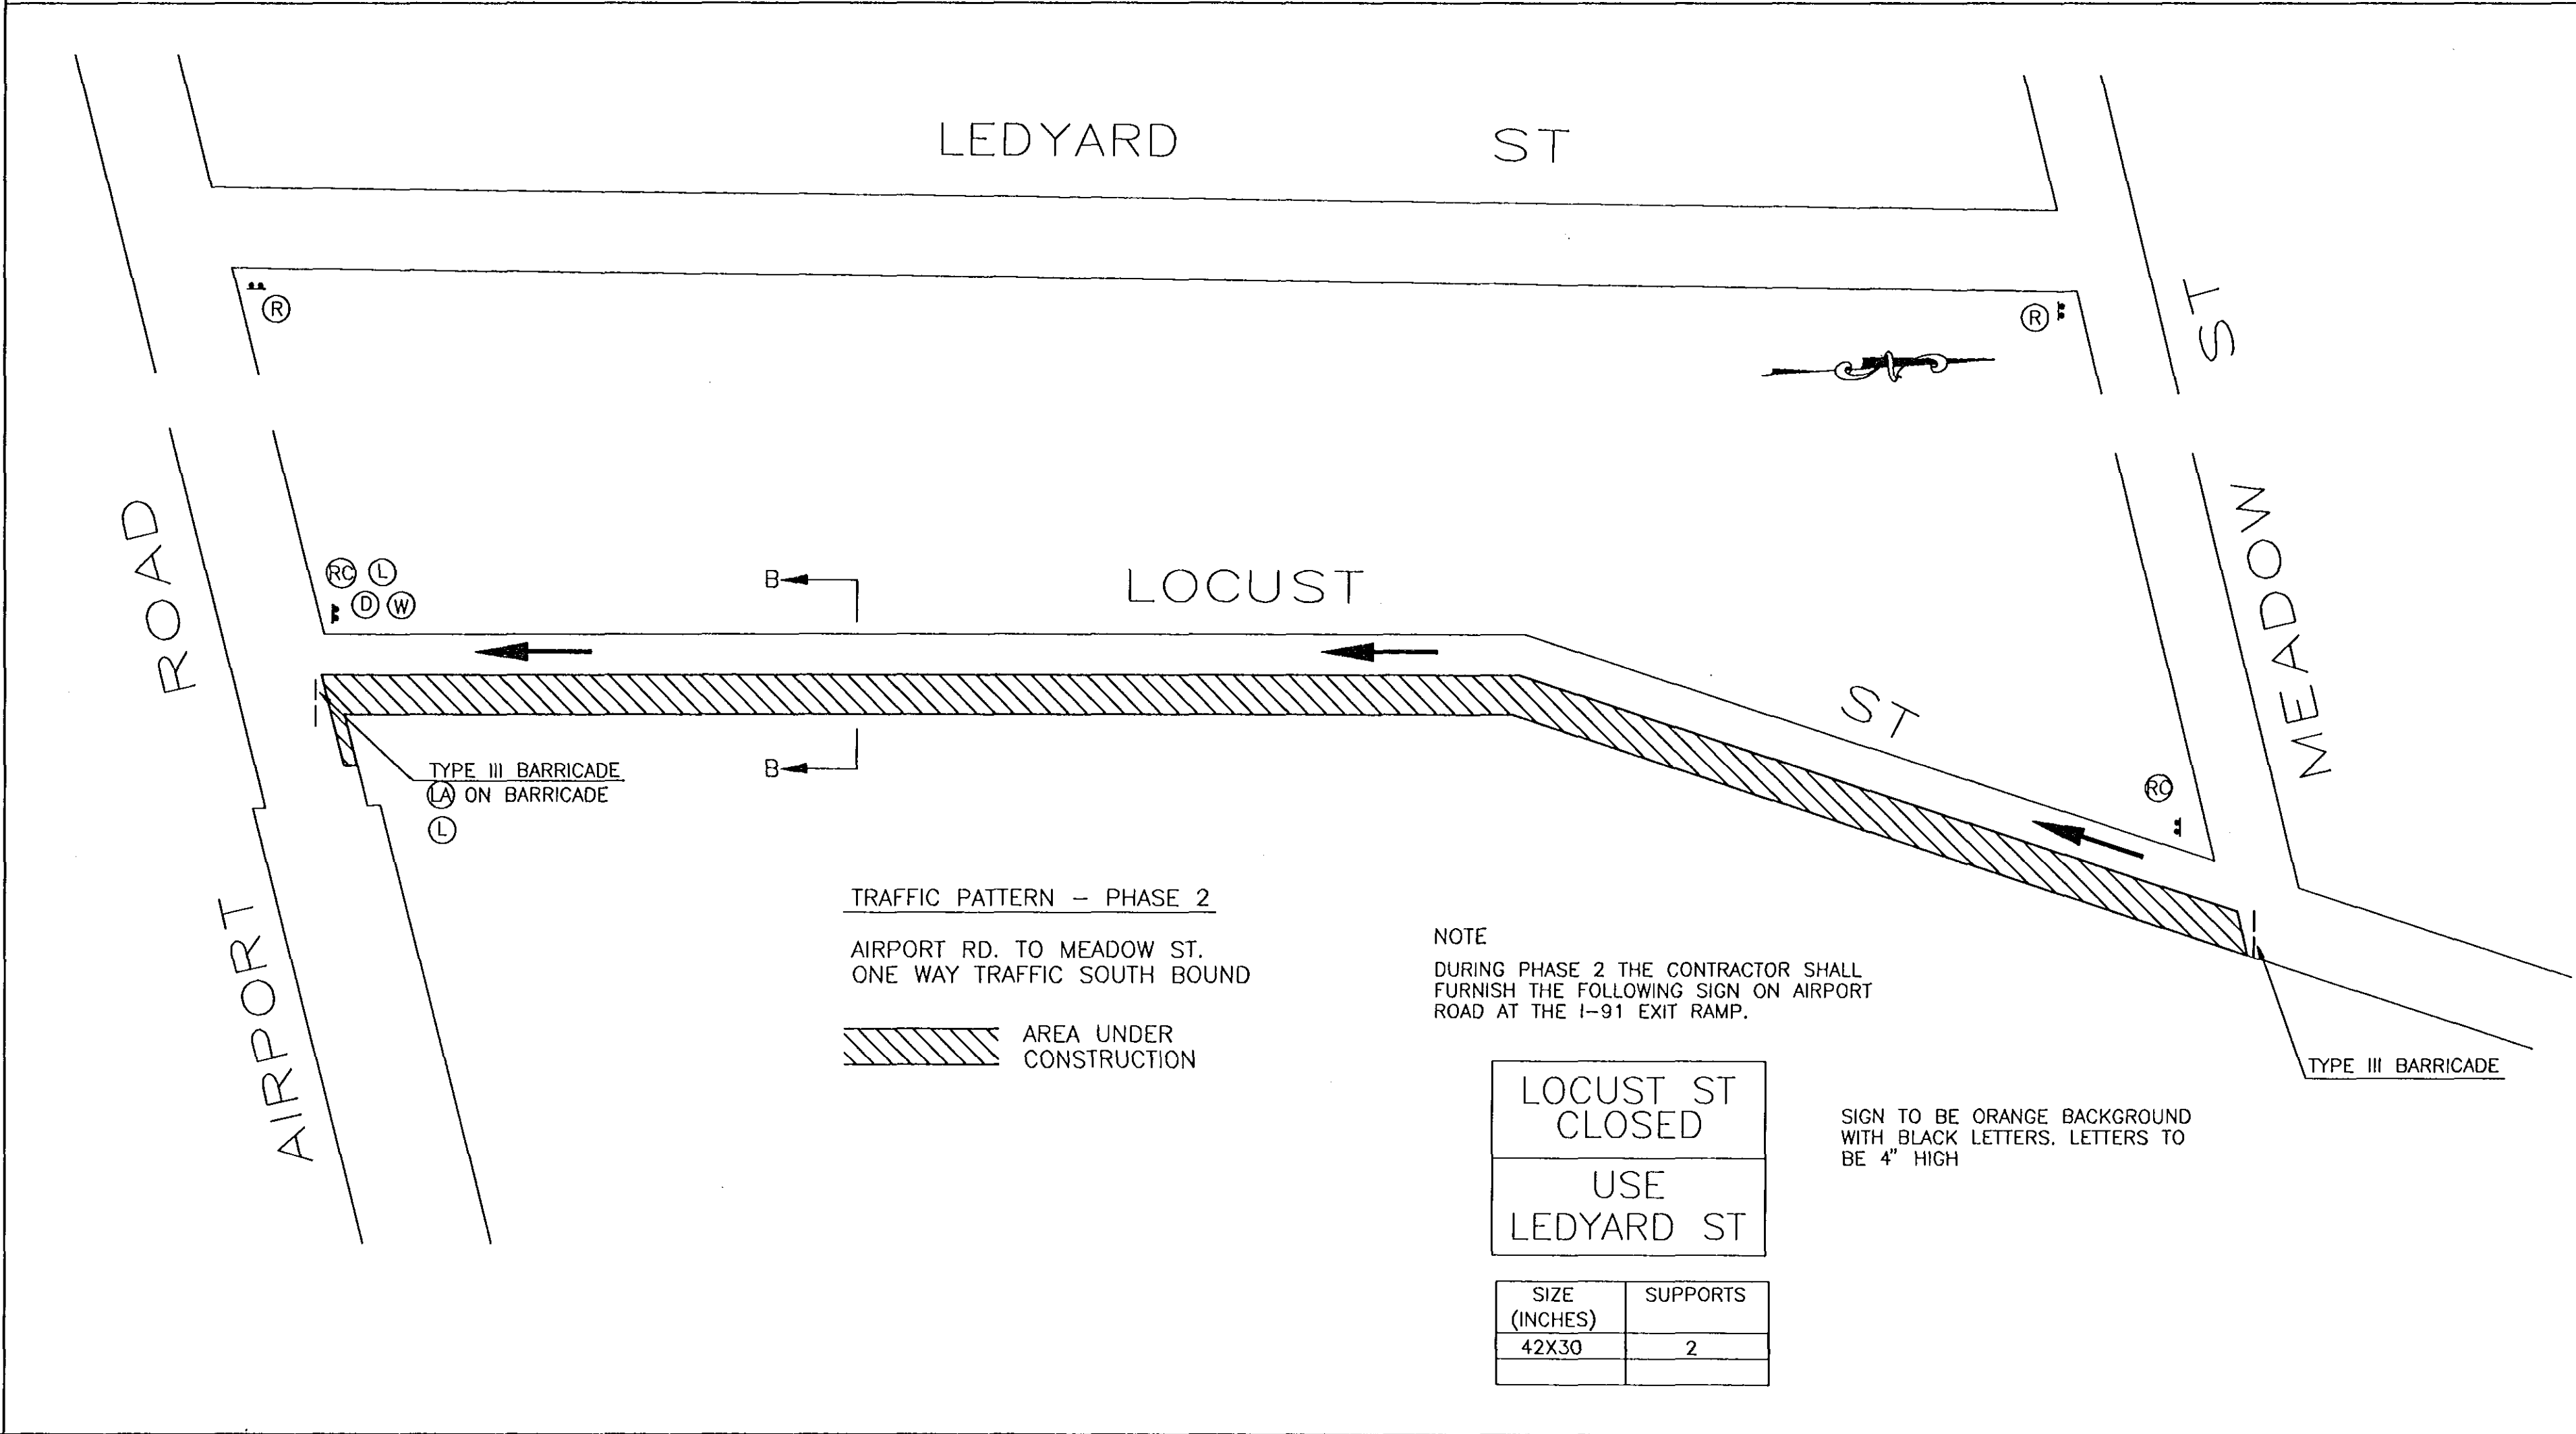 LEDYARD ST
R
R
ST
MEADOW
ROAD
AIRPORT
RC L
D W
B
LOCUST
ST
B
RC
TYPE III BARRICADE
LA ON BARRICADE
L
TRAFFIC PATTERN - PHASE 2
AIRPORT RD. TO MEADOW ST.
ONE WAY TRAFFIC SOUTH BOUND
AREA UNDER
CONSTRUCTION
NOTE
DURING PHASE 2 THE CONTRACTOR SHALL
FURNISH THE FOLLOWING SIGN ON AIRPORT
ROAD AT THE I-91 EXIT RAMP.
TYPE III BARRICADE
LOCUST ST
CLOSED
USE
LEDYARD ST
SIGN TO BE ORANGE BACKGROUND
WITH BLACK LETTERS. LETTERS TO
BE 4" HIGH
SIZE SUPPORTS
(INCHES)
42X30 2